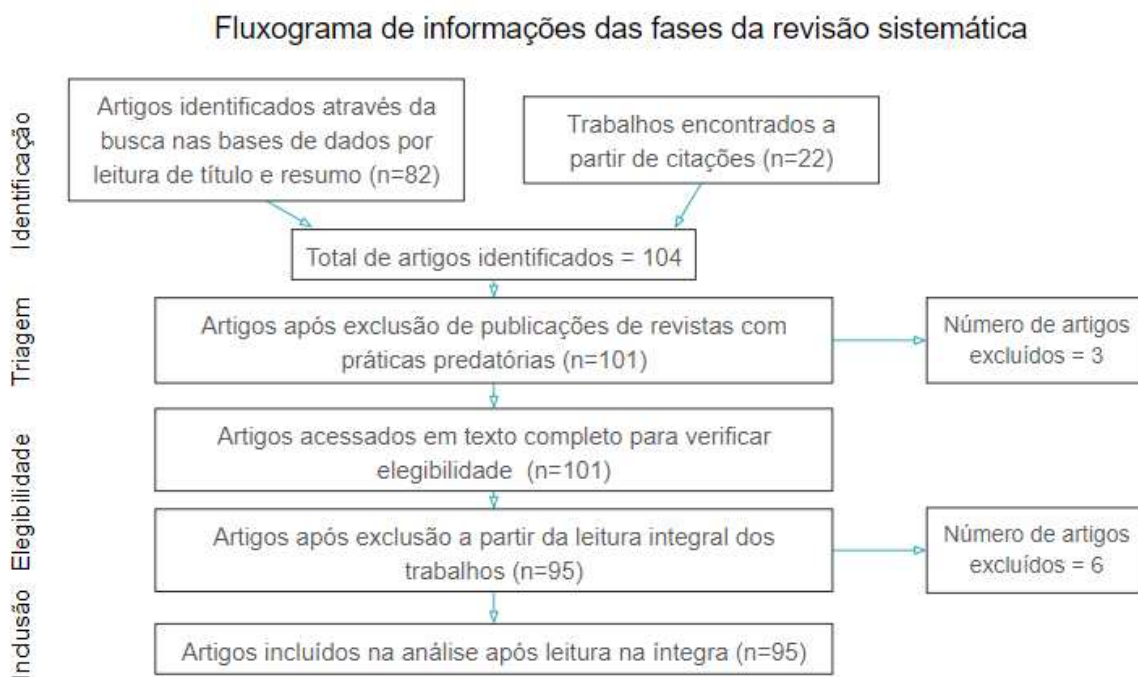 Fluxograma de informações das fases da revisão sistemática
Identificação
Artigos identificados através da
busca nas bases de dados por
leitura de título e resumo (n=82)
Trabalhos encontrados a
partir de citações (n=22)
Total de artigos identificados = 104
Triagem
Artigos após exclusão de publicações de revistas com
práticas predatórias (n=101)
Número de artigos
excluídos = 3
Elegibilidade
Artigos acessados em texto completo para verificar
elegibilidade (n=101)
Artigos após exclusão a partir da leitura integral dos
trabalhos (n=95)
Número de artigos
excluídos = 6
Inclusão
Artigos incluídos na análise após leitura na íntegra (n=95)